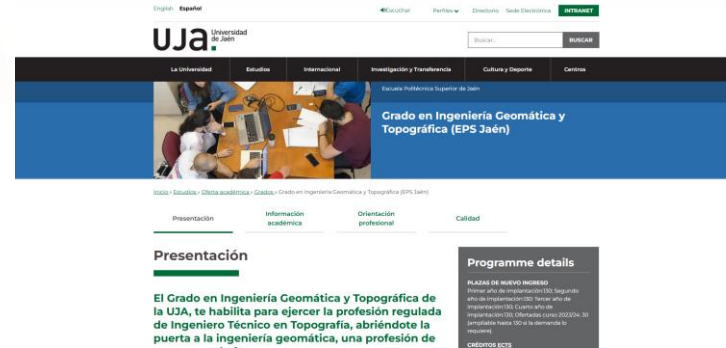 English Español
Escuchar Perfiles Directorio Sede Electrónica INTRANET
UJa. Universidad de Jaén
Buscar... BUSCAR
La Universidad Estudios Internacional Investigación y Transferencia Cultura y Deporte Centros
Escuela Politécnica Superior de Jaén
Grado en Ingeniería Geomática y
Topográfica (EPS Jaén)
Inicio » Estudios » Oferta académica » Grados » Grado en Ingeniería Geomática y Topográfica (EPS Jaén)
Presentación
Información
académica
Orientación
profesional
Calidad
Presentación
El Grado en Ingeniería Geomática y Topográfica de
la UJA, te habilita para ejercer la profesión regulada
de Ingeniero Técnico en Topografía, abriéndote la
puerta a la ingeniería geomática, una profesión de
Programme details
PLAZAS DE NUEVO INGRESO
Primer año de implantación:130; Segundo
año de implantación:130; Tercer año de
implantación:130; Cuarto año de
implantación:130; Ofertadas curso 2023/24: 30
(ampliable hasta 130 si la demanda lo
requiere).
CRÉDITOS ECTS